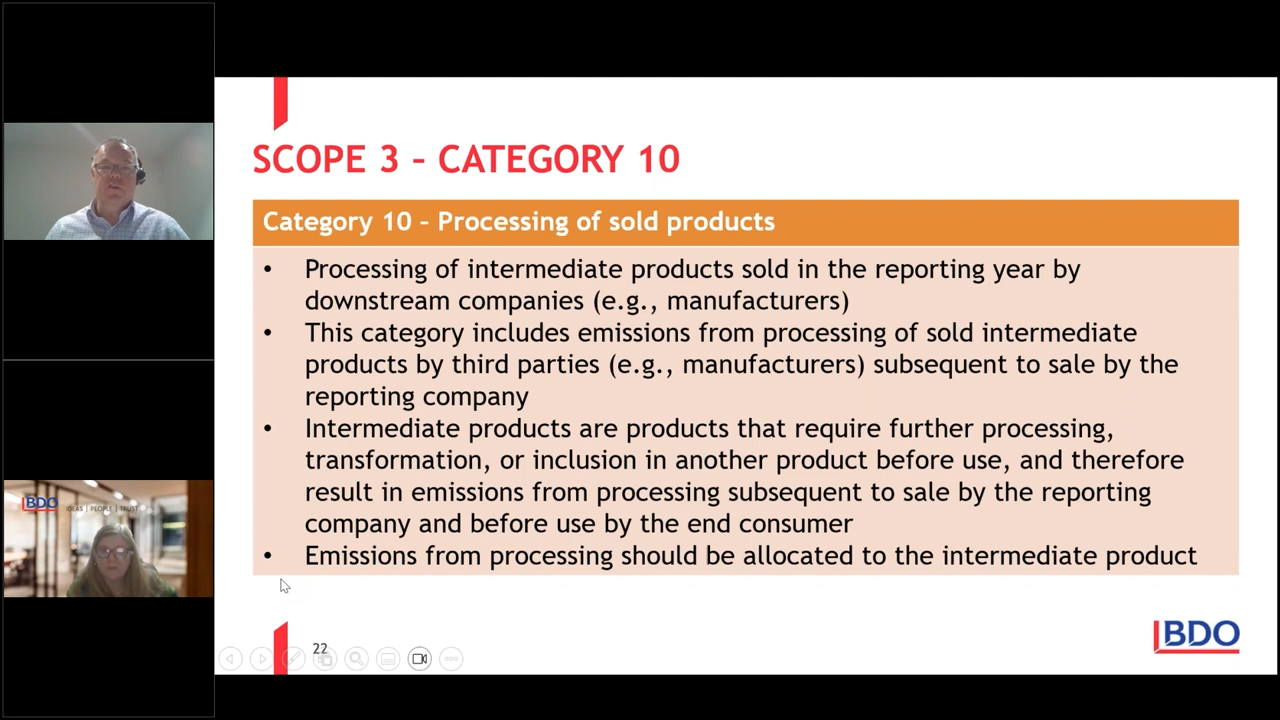 SCOPE 3 – CATEGORY 10
Category 10 – Processing of sold products
• Processing of intermediate products sold in the reporting year by
downstream companies (e.g., manufacturers)
• This category includes emissions from processing of sold intermediate
products by third parties (e.g., manufacturers) subsequent to sale by the
reporting company
• Intermediate products are products that require further processing,
transformation, or inclusion in another product before use, and therefore
result in emissions from processing subsequent to sale by the reporting
company and before use by the end consumer
• Emissions from processing should be allocated to the intermediate product
22
BDO
BDO
IDEAS | PEOPLE | TRUST